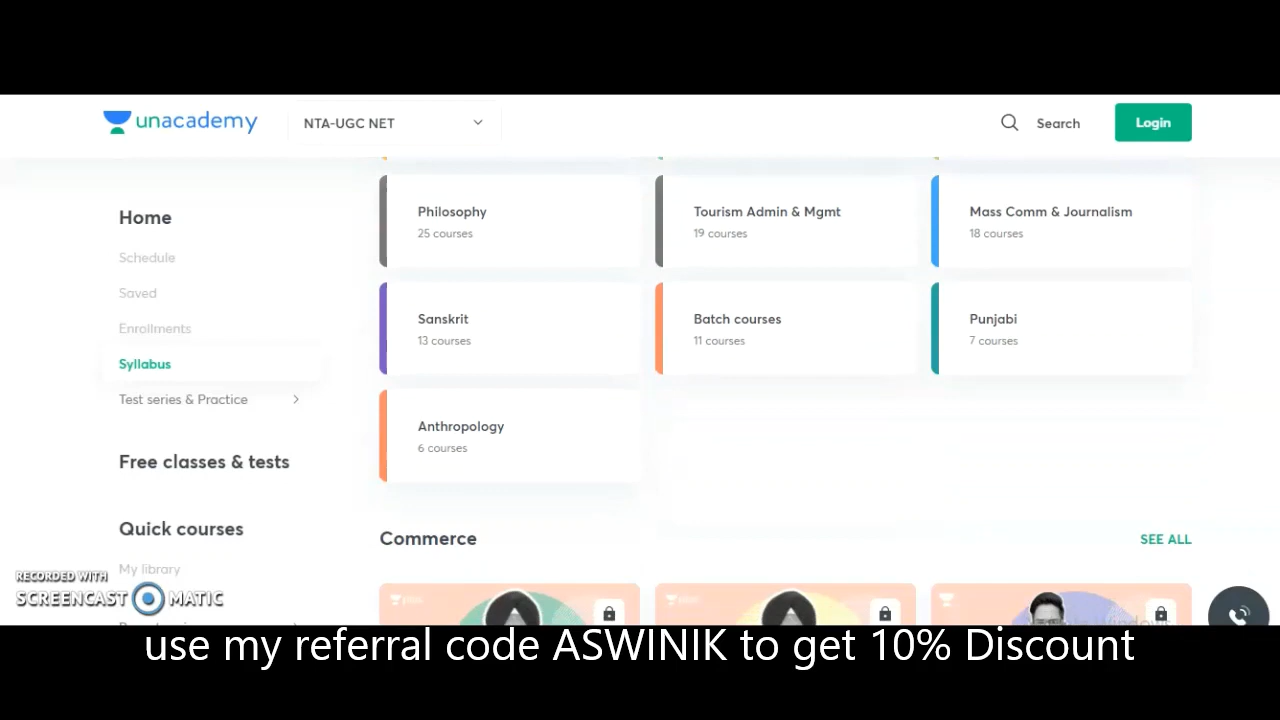 unacademy
NTA-UGC NET
Search
Login
Home
Schedule
Saved
Enrollments
Syllabus
Test series & Practice
Free classes & tests
Quick courses
My library
Philosophy
25 courses
Tourism Admin & Mgmt
19 courses
Mass Comm & Journalism
18 courses
Sanskrit
13 courses
Batch courses
11 courses
Punjabi
7 courses
Anthropology
6 courses
Commerce
SEE ALL
RECORDED WITH
SCREENCAST MATIC
use my referral code ASWINIK to get 10% Discount